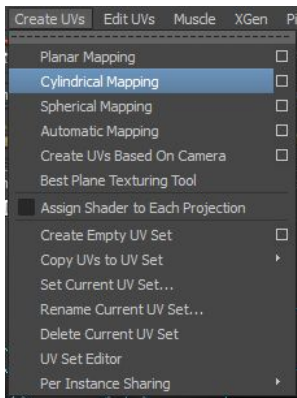 Create UVs Edit UVs Muscle XGen
Planar Mapping
Cylindrical Mapping
Spherical Mapping
Automatic Mapping
Create UVs Based On Camera
Best Plane Texturing Tool
Assign Shader to Each Projection
Create Empty UV Set
Copy UVs to UV Set
Set Current UV Set...
Rename Current UV Set...
Delete Current UV Set
UV Set Editor
Per Instance Sharing